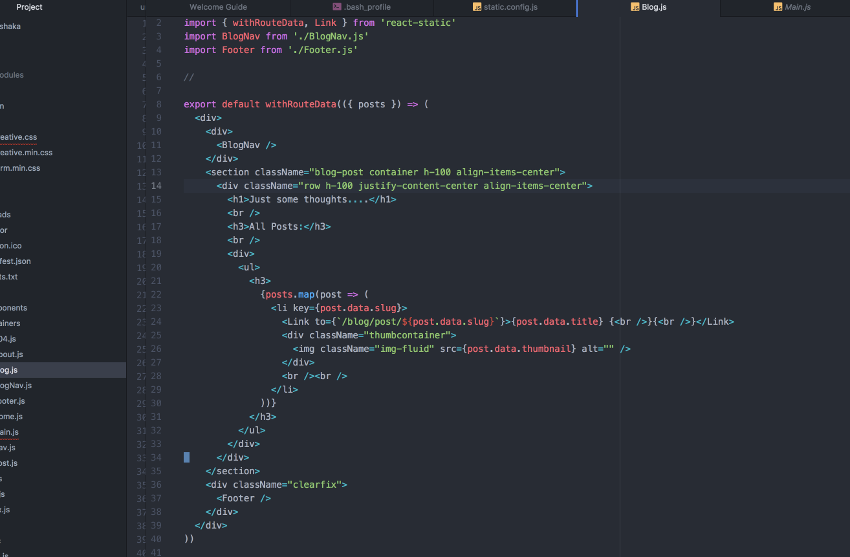 Project
Welcome Guide
.bash_profile
static.config.js
Blog.js
Main.js
shaka
odules
n
eative.css
eative.min.css
rm.min.css
ads
or
on.ico
fest.json
ts.txt
ponents
ainers
04.js
bout.js
og.js
ogNav.js
ooter.js
ome.js
ain.js
av.js
ost.js
s
js
x.js
s
.js
2 import { withRouteData, Link } from 'react-static'
3 import BlogNav from './BlogNav.js'
4 import Footer from './Footer.js'
5
6 //
7
8 export default withRouteData(({ posts }) => (
9 <div>
10 <div>
11 <BlogNav />
12 </div>
13 <section className="blog-post container h-100 align-items-center">
14 <div className="row h-100 justify-content-center align-items-center">
15 <h1>Just some thoughts....</h1>
16 <br />
17 <h3>All Posts:</h3>
18 <br />
19 <div>
20 <ul>
21 <h3>
22 {posts.map(post => (
23 <li key={post.data.slug}>
24 <Link to={`/blog/post/${post.data.slug}`}>{post.data.title} {<br />}{<br />}</Link>
25 <div className="thumbcontainer">
26 <img className="img-fluid" src={post.data.thumbnail} alt="" />
27 </div>
28 <br /><br />
29 </li>
30 ))}
31 </h3>
32 </ul>
33 </div>
34 </div>
35 </section>
36 <div className="clearfix">
37 <Footer />
38 </div>
39 </div>
40 ))
41